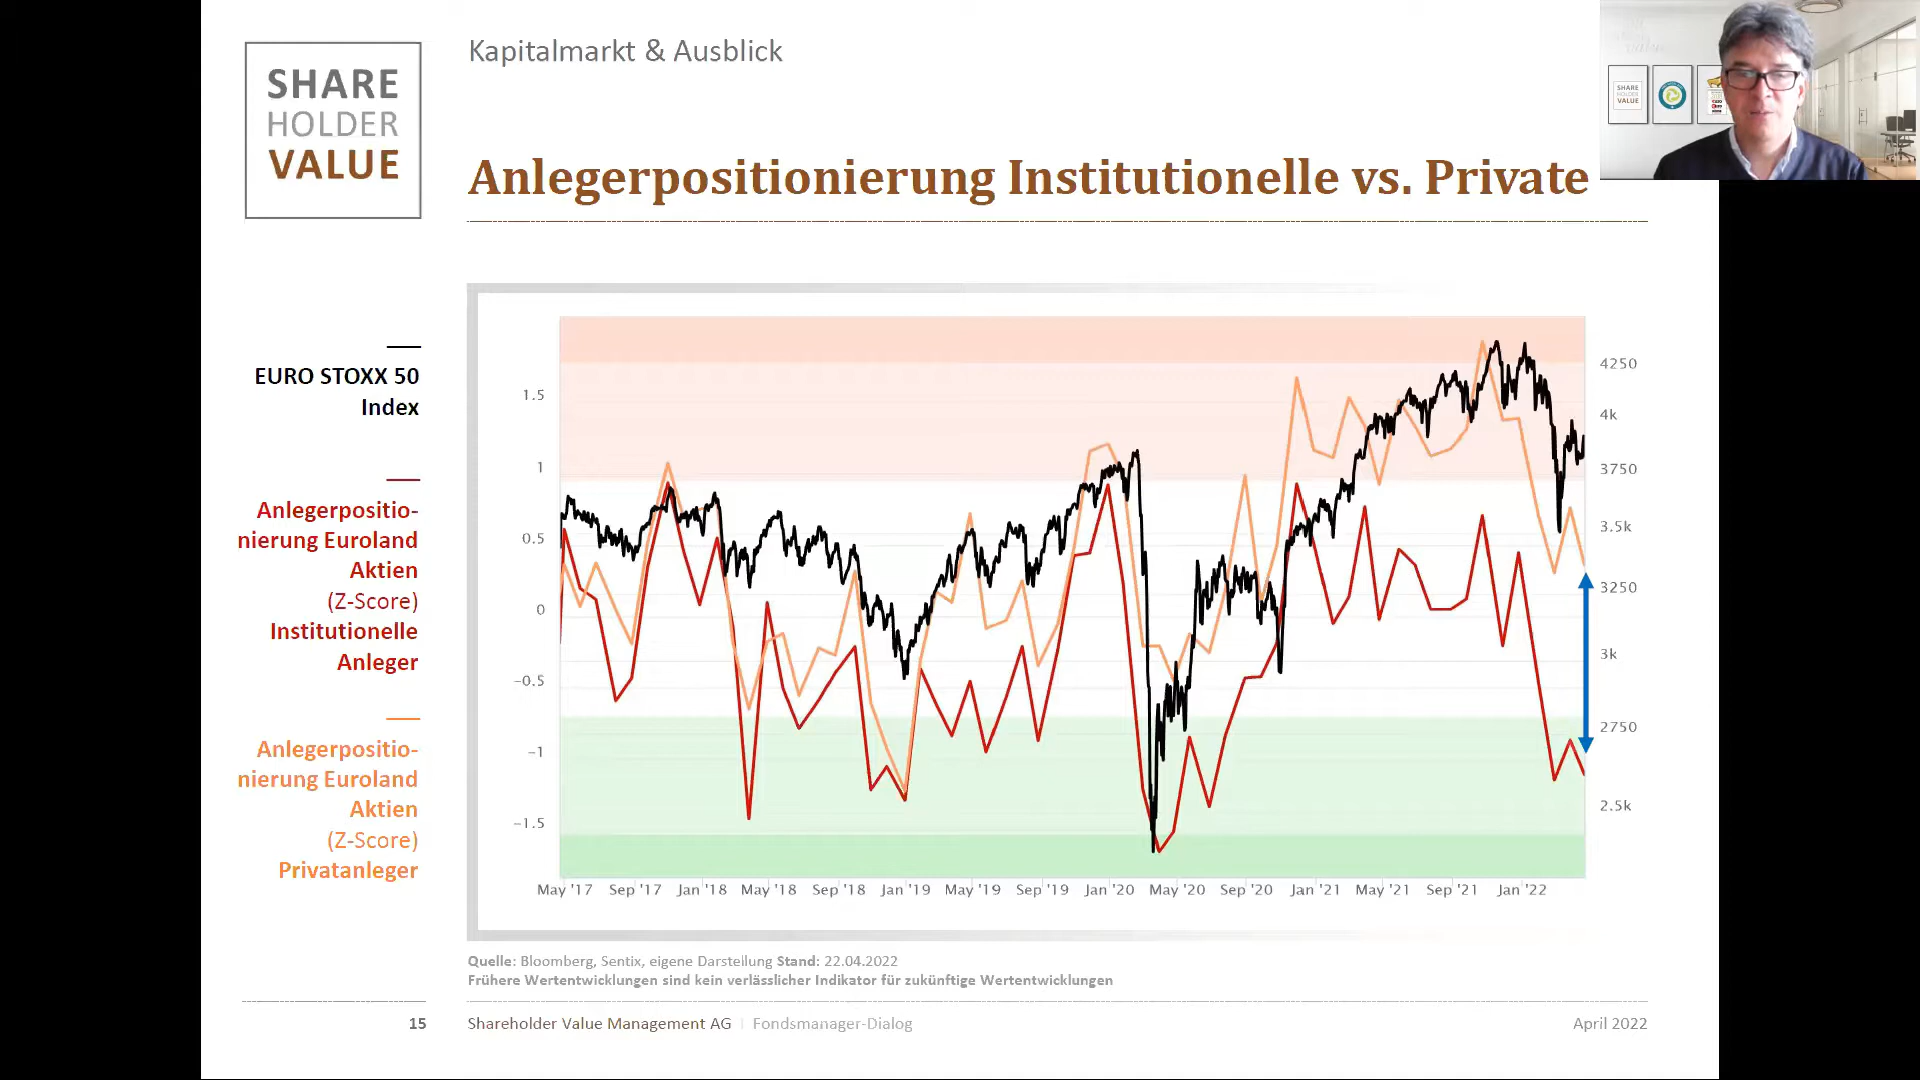 SHARE
HOLDER
VALUE
Kapitalmarkt & Ausblick
Anlegerpositionierung Institutionelle vs. Private
SHARE
HOLDER
VALUE
EURO STOXX 50
Index
Anlegerpositio-
nierung Euroland
Aktien
(Z-Score)
Institutionelle
Anleger
Anlegerpositio-
nierung Euroland
Aktien
(Z-Score)
Privatanleger
1.5
1
0.5
0
−0.5
−1
−1.5
4250
4k
3750
3.5k
3250
3k
2750
2.5k
May '17 Sep '17 Jan '18 May '18 Sep '18 Jan '19 May '19 Sep '19 Jan '20 May '20 Sep '20 Jan '21 May '21 Sep '21 Jan '22
Quelle: Bloomberg, Sentix, eigene Darstellung Stand: 22.04.2022
Frühere Wertentwicklungen sind kein verlässlicher Indikator für zukünftige Wertentwicklungen
15 Shareholder Value Management AG | Fondsmanager-Dialog April 2022